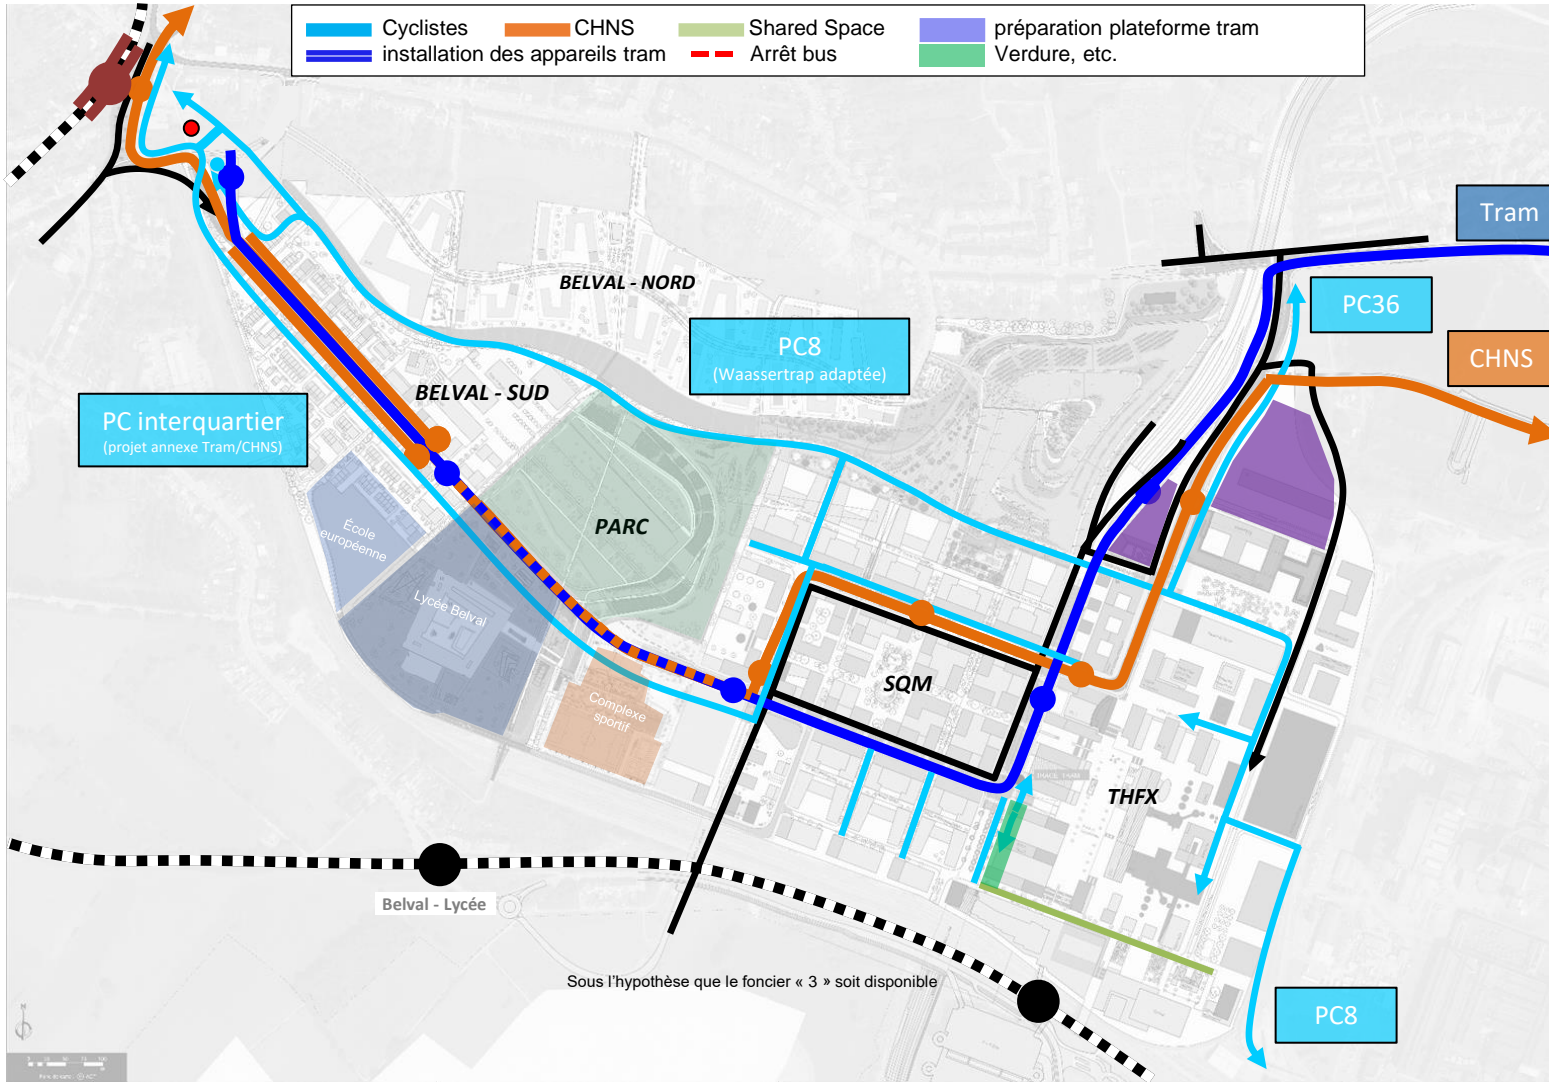 Cyclistes
CHNS
Shared Space
préparation plateforme tram
installation des appareils tram
Arrêt bus
Verdure, etc.
Tram
BELVAL - NORD
PC36
PC8
(Waassertrap adaptée)
CHNS
BELVAL - SUD
PC interquartier
(projet annexe Tram/CHNS)
PARC
École
européenne
Lycée Belval
SQM
Complexe
sportif
THFX
Belval - Lycée
Sous l'hypothèse que le foncier « 3 » soit disponible
PC8
N